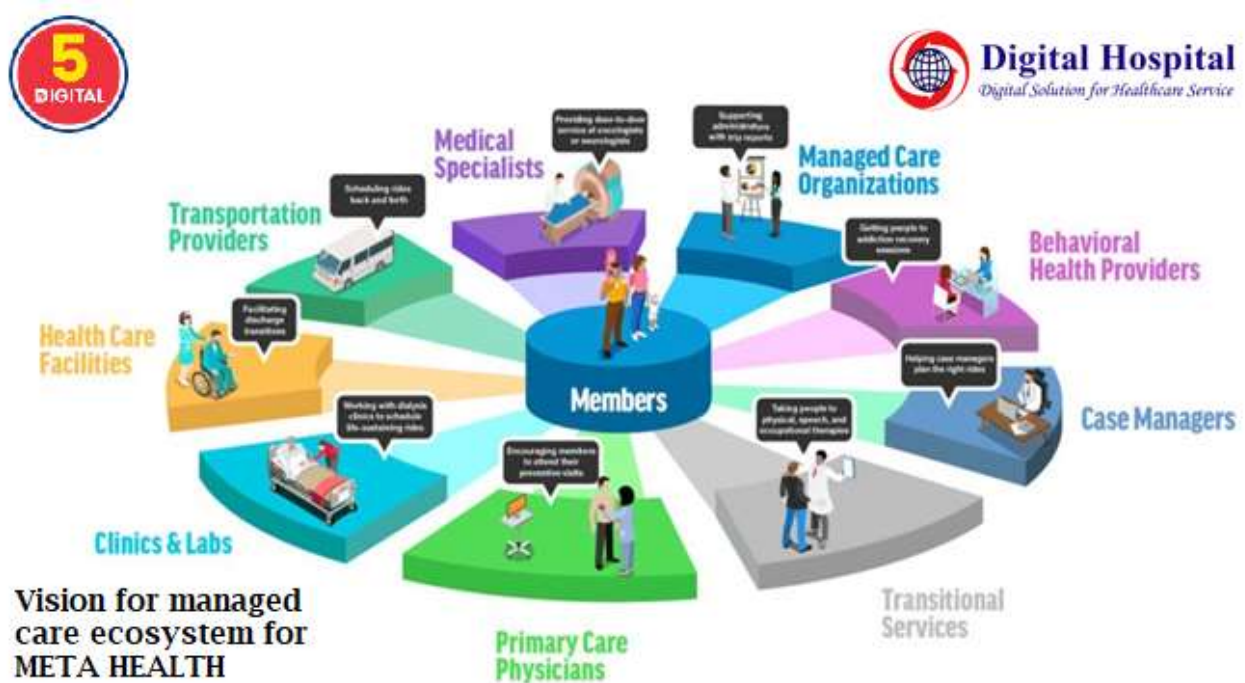 5
DIGITAL
Digital Hospital
Digital Solution for Healthcare Service
Medical
Specialists
Providing door-to-door
service at oncologists
or neurologists
Supporting
administrators
with trip reports
Managed Care
Organizations
Transportation
Providers
Scheduling rides
back and forth
Getting people to
addiction recovery
sessions
Behavioral
Health Providers
Health Care
Facilities
Facilitating
discharge
transitions
Members
Helping case managers
plan the right rides
Case Managers
Working with dialysis
clinics to schedule
life-sustaining rides
Encouraging members
to attend their
preventive visits
Taking people to
physical, speech, and
occupational therapies
Clinics & Labs
Primary Care
Physicians
Transitional
Services
Vision for managed
care ecosystem for
META HEALTH